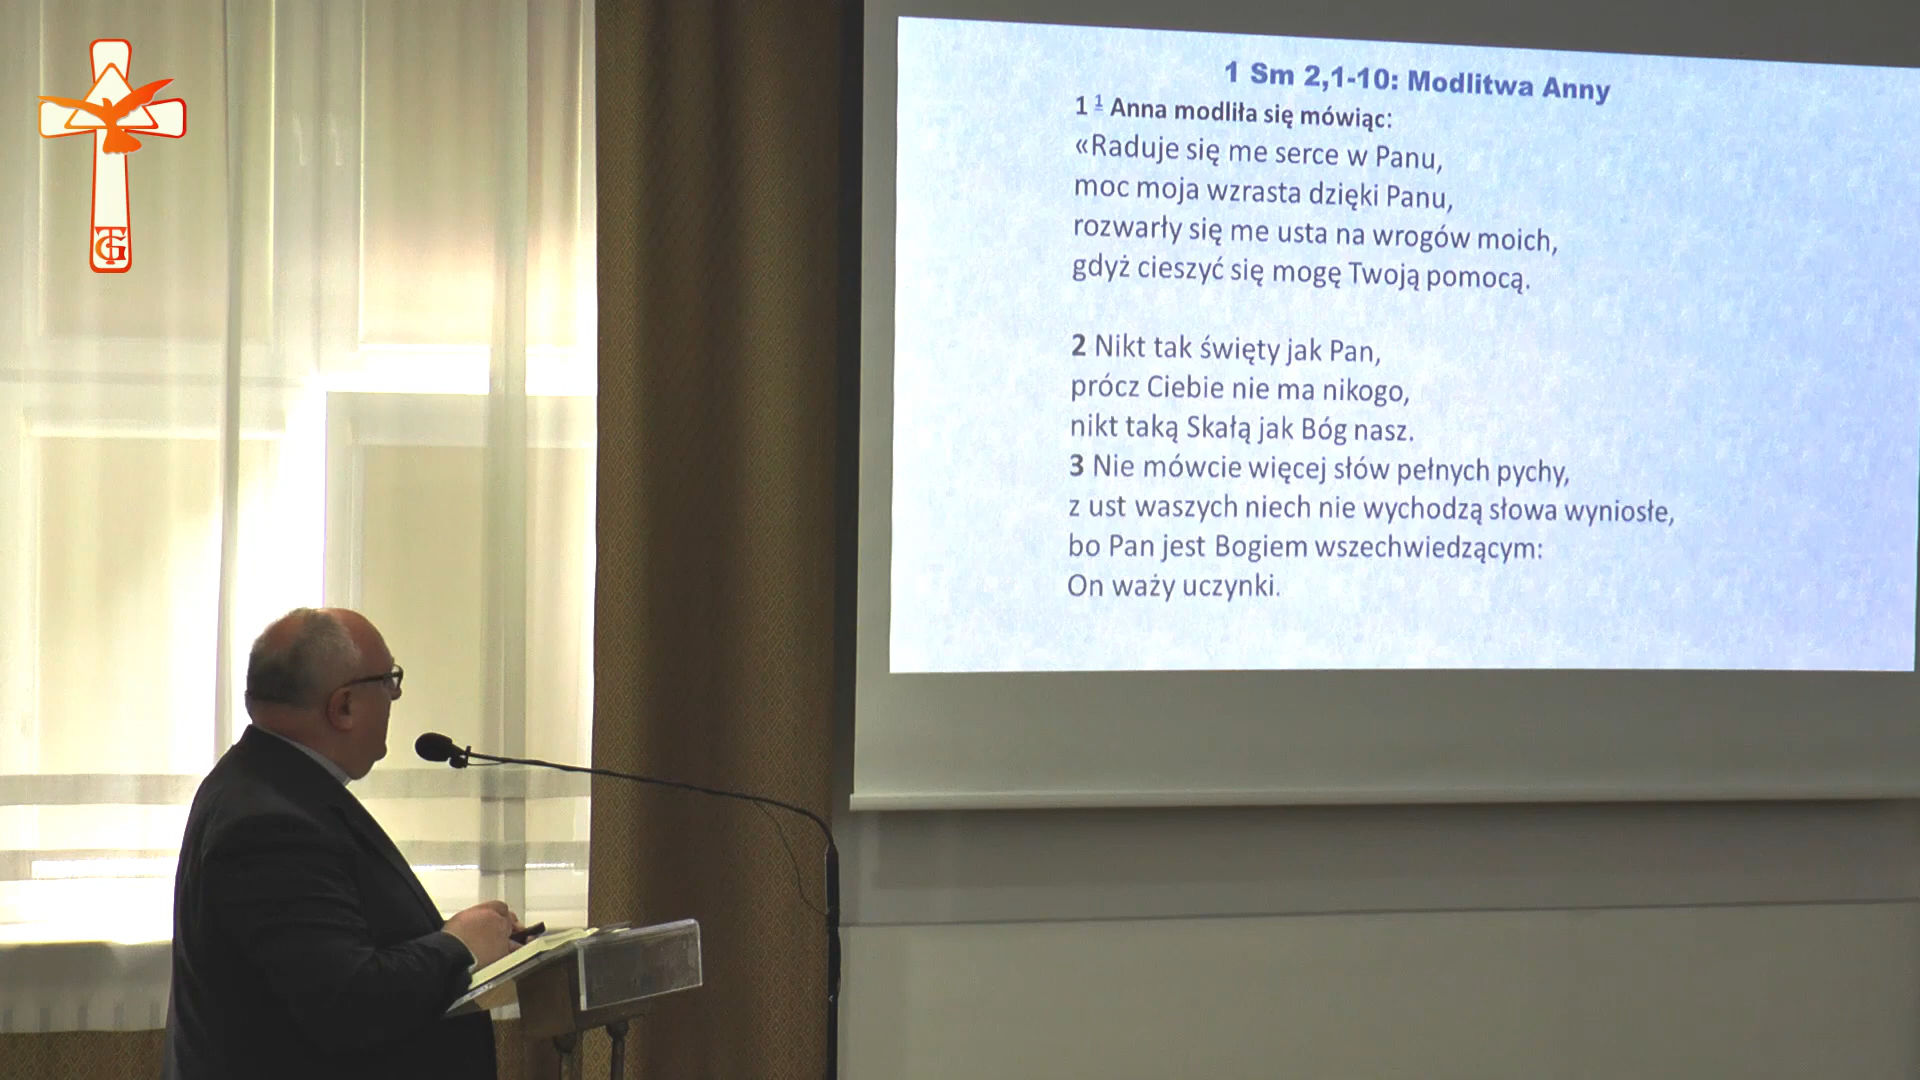 TG
1 Sm 2,1-10: Modlitwa Anny
1 1 Anna modliła się mówiąc:
«Raduje się me serce w Panu,
moc moja wzrasta dzięki Panu,
rozwarły się me usta na wrogów moich,
gdyż cieszyć się mogę Twoją pomocą.
2 Nikt tak święty jak Pan,
prócz Ciebie nie ma nikogo,
nikt taką Skałą jak Bóg nasz.
3 Nie mówcie więcej słów pełnych pychy,
z ust waszych niech nie wychodzą słowa wyniosłe,
bo Pan jest Bogiem wszechwiedzącym:
On waży uczynki.